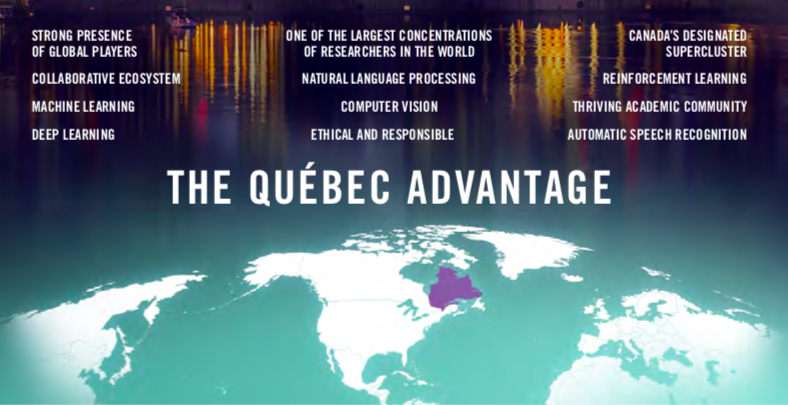 STRONG PRESENCE
OF GLOBAL PLAYERS
COLLABORATIVE ECOSYSTEM
MACHINE LEARNING
DEEP LEARNING
ONE OF THE LARGEST CONCENTRATIONS
OF RESEARCHERS IN THE WORLD
NATURAL LANGUAGE PROCESSING
COMPUTER VISION
ETHICAL AND RESPONSIBLE
CANADA'S DESIGNATED
SUPERCLUSTER
REINFORCEMENT LEARNING
THRIVING ACADEMIC COMMUNITY
AUTOMATIC SPEECH RECOGNITION
THE QUÉBEC ADVANTAGE